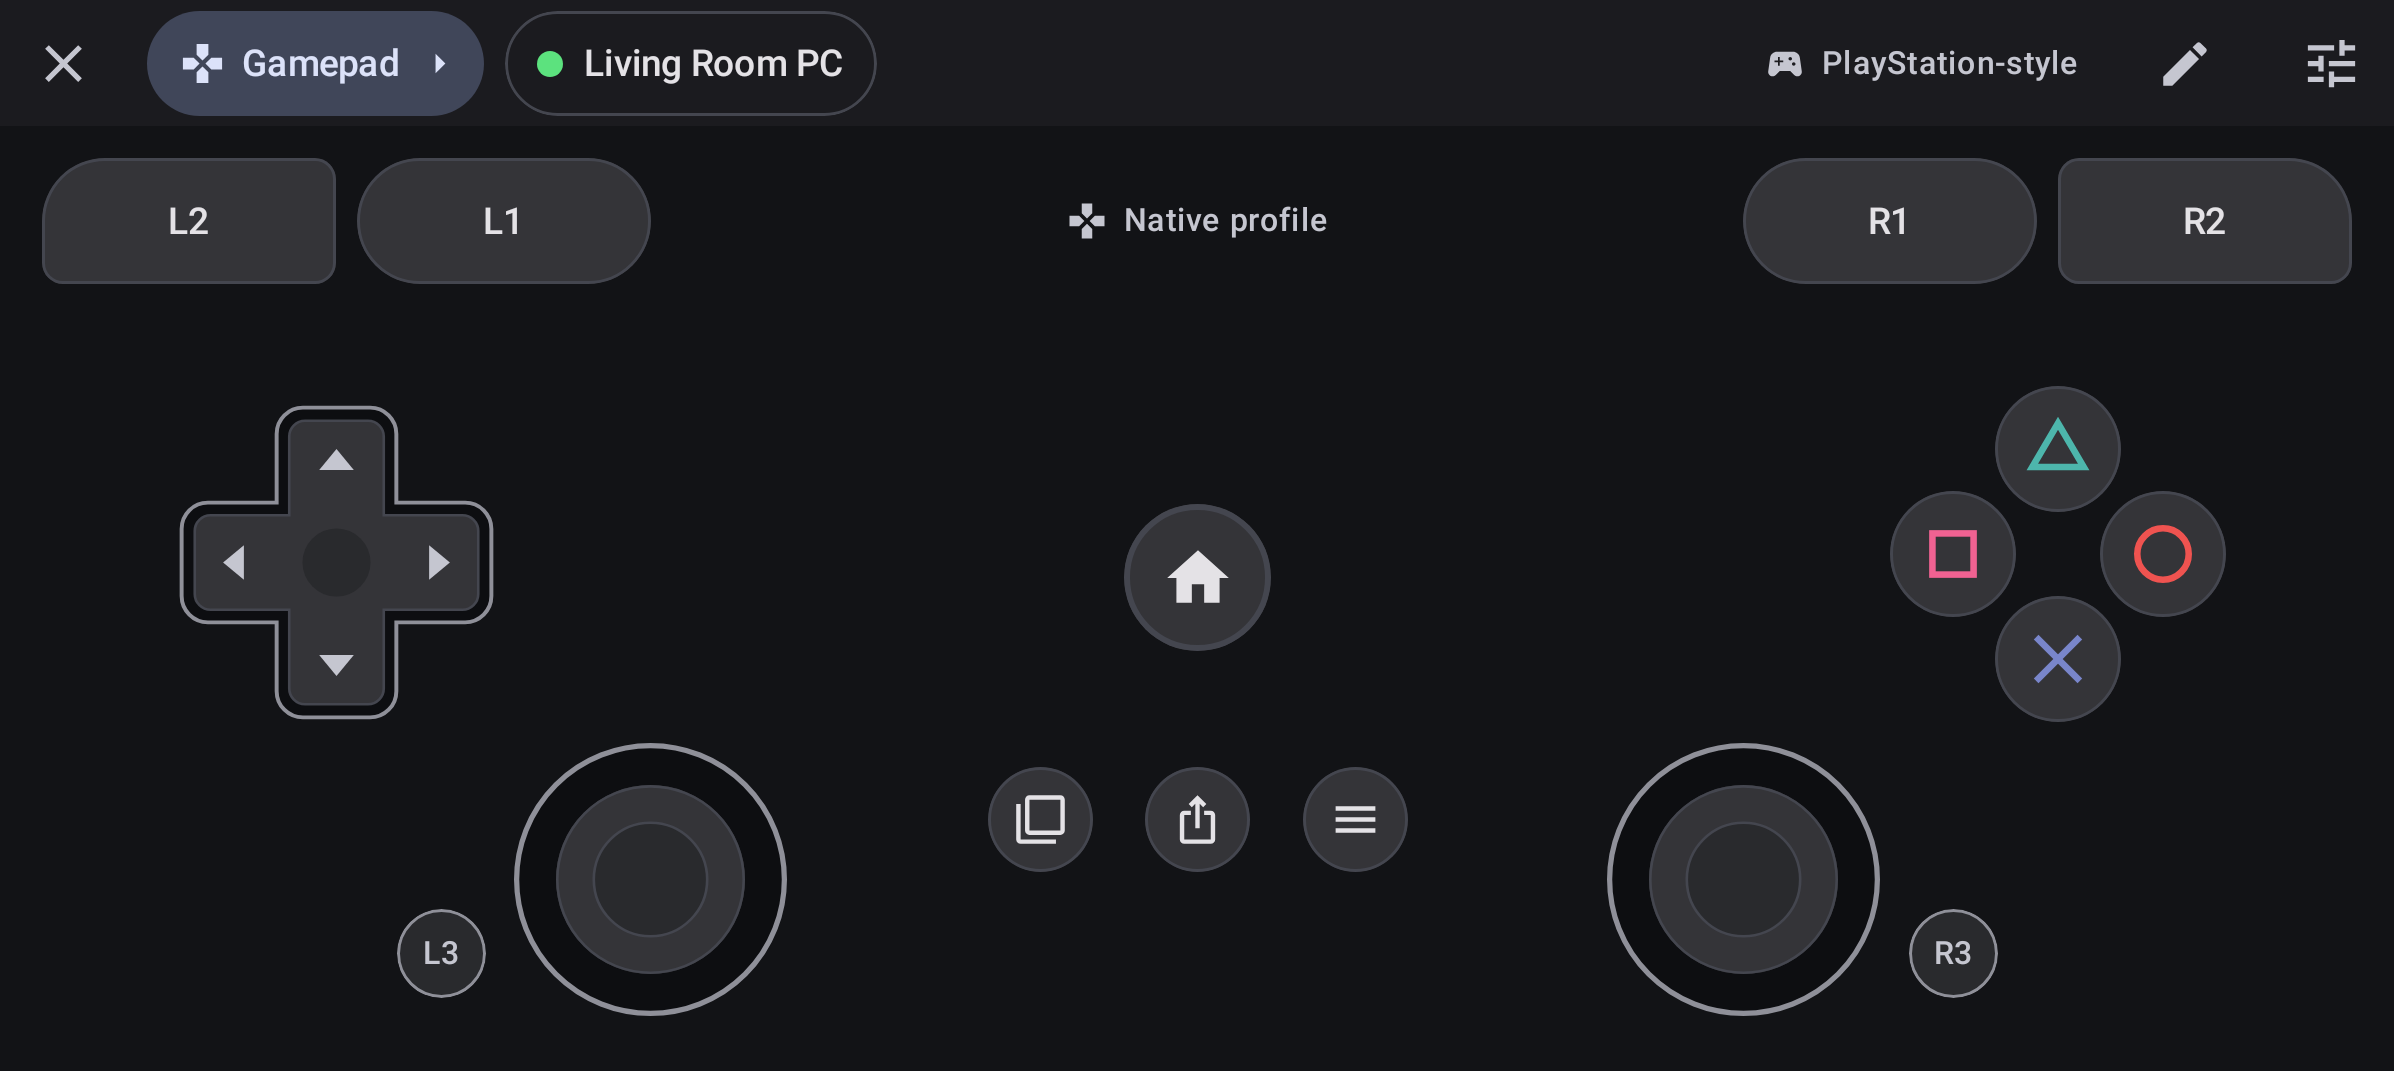 Gamepad
Living Room PC
PlayStation-style
L2
L1
Native profile
R1
R2
L3
R3